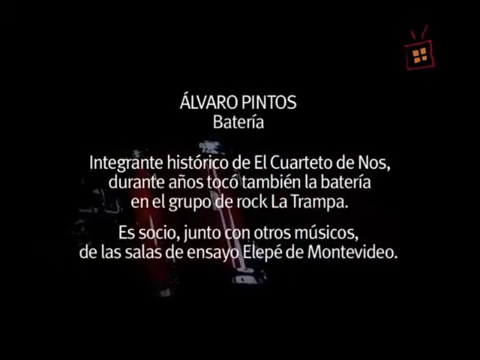 ÁLVARO PINTOS
Batería
Integrante histórico de El Cuarteto de Nos,
durante años tocó también la batería
en el grupo de rock La Trampa.
Es socio, junto con otros músicos,
de las salas de ensayo Elepé de Montevideo.